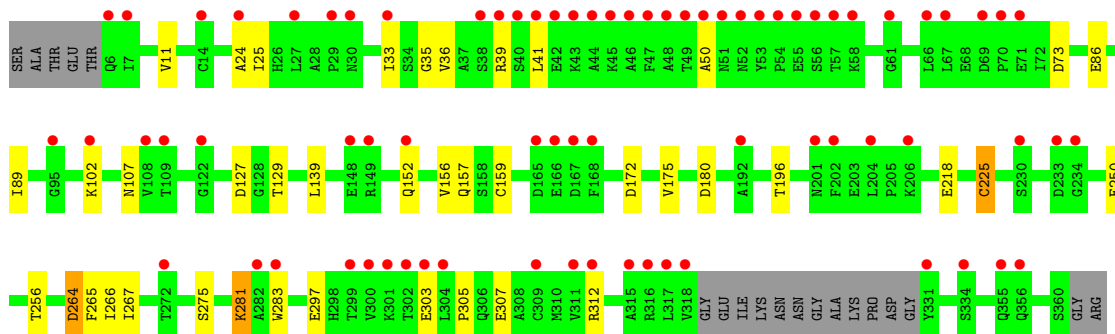 SER ALA THR GLU THR Q6 I7 V11 C14 A24 I25 H26 L27 A28 P29 N30 I33 S34 G35 V36 A37 S38 R39 S40 L41 E42 K43 A44 K45 A46 F47 A48 T49 A50 N51 N52 Y53 P54 E55 S56 T57 K58 G61 L66 L67 E68 D69 P70 E71 I72 D73 E86
I89 G95 K102 N107 V108 T109 G122 D127 G128 T129 L139 E148 R149 Q152 V156 Q157 S158 C159 D165 E166 D167 F168 D172 V175 D180 A192 T196 N201 F202 E203 L204 P205 K206 E218 C225 S230 D233 G234
T256 D264 F265 I266 I267 T272 S275 K281 A282 W283 E297 H298 T299 V300 K301 T302 E303 L304 P305 Q306 E307 A308 C309 M310 V311 R312 A315 R316 L317 V318 GLY GLU ILE LYS ASN ASN GLY ALA LYS PRO ASP GLY Y331 S334 Q355 Q356 S360 GLY ARG